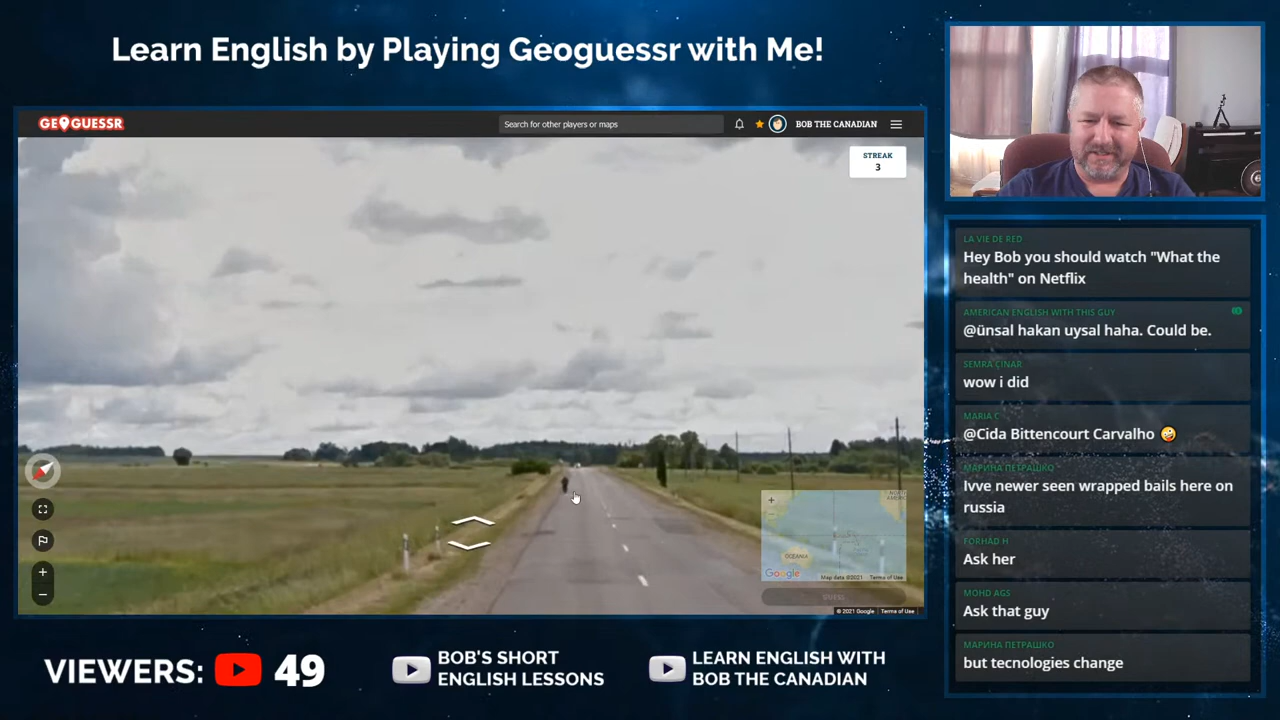 Learn English by Playing Geoguessr with Me!
GEOGUESSR
Search for other players or maps
BOB THE CANADIAN
STREAK
3
OCEANIA
Google
Map data ©2021 Terms of Use
© 2021 Google Terms of Use
LA VIE DE RED
Hey Bob you should watch "What the
health" on Netflix
AMERICAN ENGLISH WITH THIS GUY
@ünsal hakan uysal haha. Could be.
SEMRA ÇINAR
wow i did
MARIA C
@Cida Bittencourt Carvalho 🤪
МАРИНА ПЕТРАШКО
Ivve newer seen wrapped bails here on
russia
FORHAD H
Ask her
MOHD AGS
Ask that guy
МАРИНА ПЕТРАШКО
but tecnologies change
VIEWERS: 49
BOB'S SHORT
ENGLISH LESSONS
LEARN ENGLISH WITH
BOB THE CANADIAN